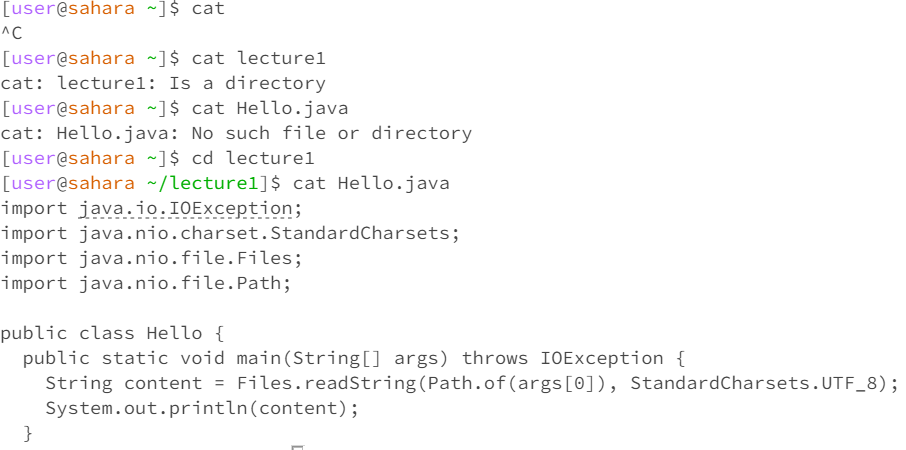 [user@sahara ~]$ cat
^C
[user@sahara ~]$ cat lecture1
cat: lecture1: Is a directory
[user@sahara ~]$ cat Hello.java
cat: Hello.java: No such file or directory
[user@sahara ~]$ cd lecture1
[user@sahara ~/lecture1]$ cat Hello.java
import java.io.IOException;
import java.nio.charset.StandardCharsets;
import java.nio.file.Files;
import java.nio.file.Path;

public class Hello {
  public static void main(String[] args) throws IOException {
    String content = Files.readString(Path.of(args[0]), StandardCharsets.UTF_8);
    System.out.println(content);
  }